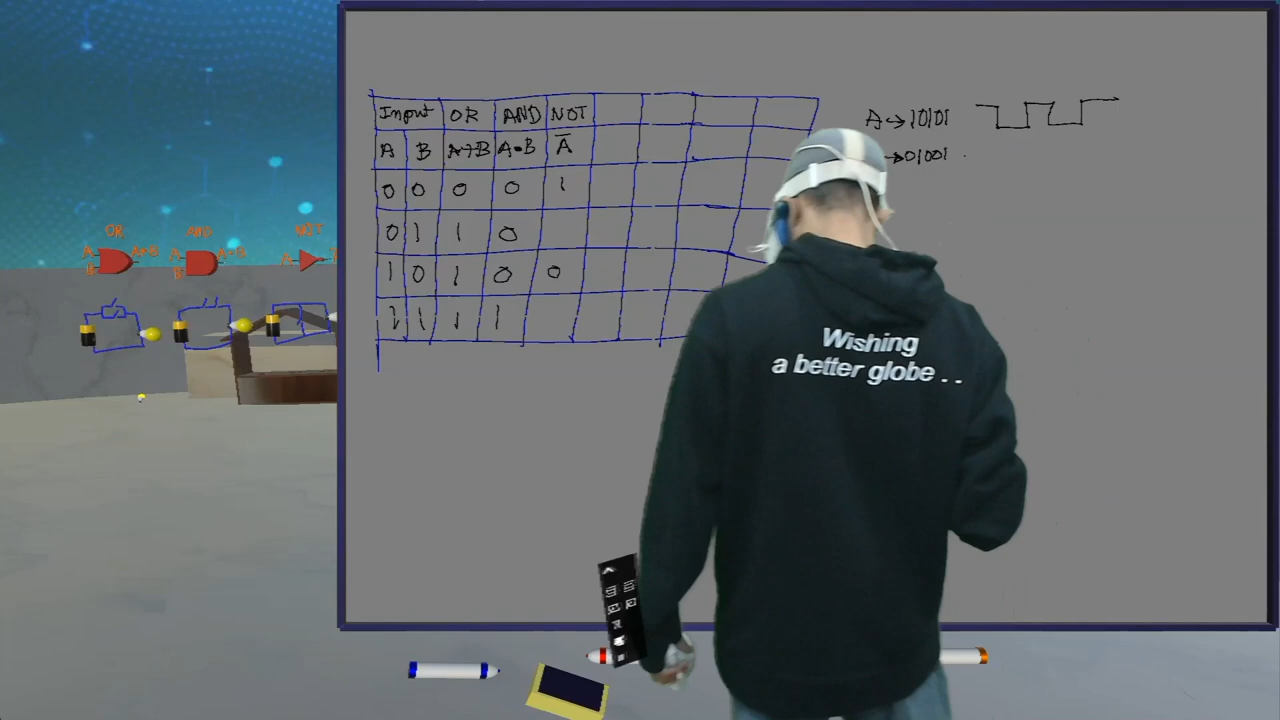 Input OR AND NOT
A B A+B A•B A̅
0 0 0 0 1
0 1 1 0
1 0 1 0 0
1 1 1 1
A→10101
→01001
OR
A
B
A+B
AND
A
B
NOT
A
Wishing
a better globe . .